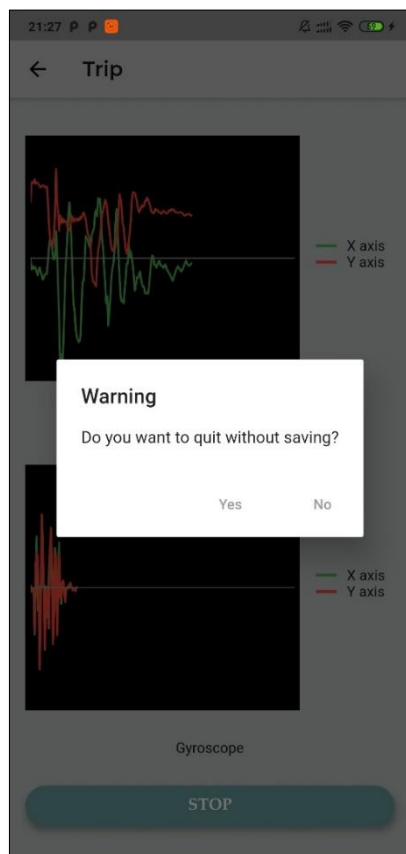 21:27
59
Trip
X axis
Y axis
Warning
Do you want to quit without saving?
Yes No
X axis
Y axis
Gyroscope
STOP